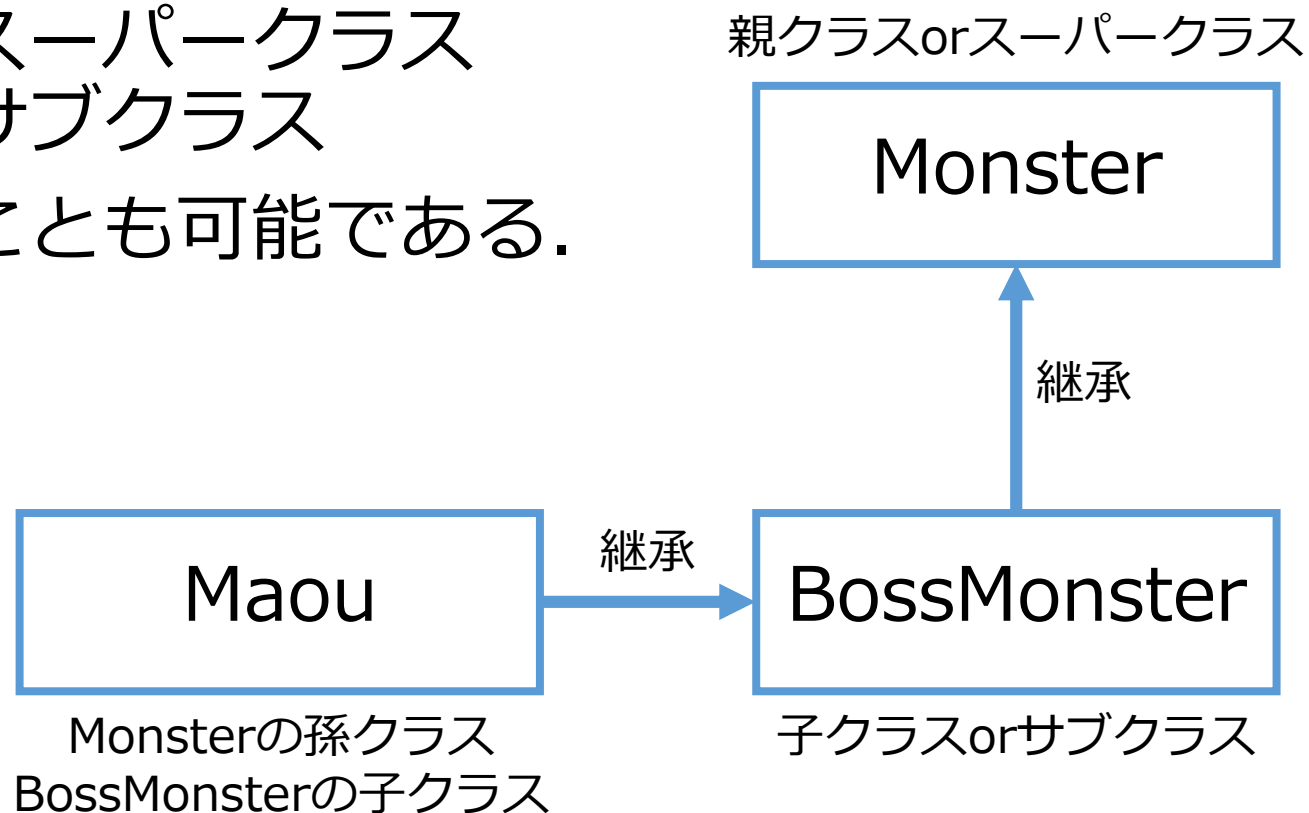 スーパークラス
サブクラス
ことも可能である.
親クラスorスーパークラス
Monster
継承
Maou
継承
BossMonster
Monsterの孫クラス
BossMonsterの子クラス
子クラスorサブクラス